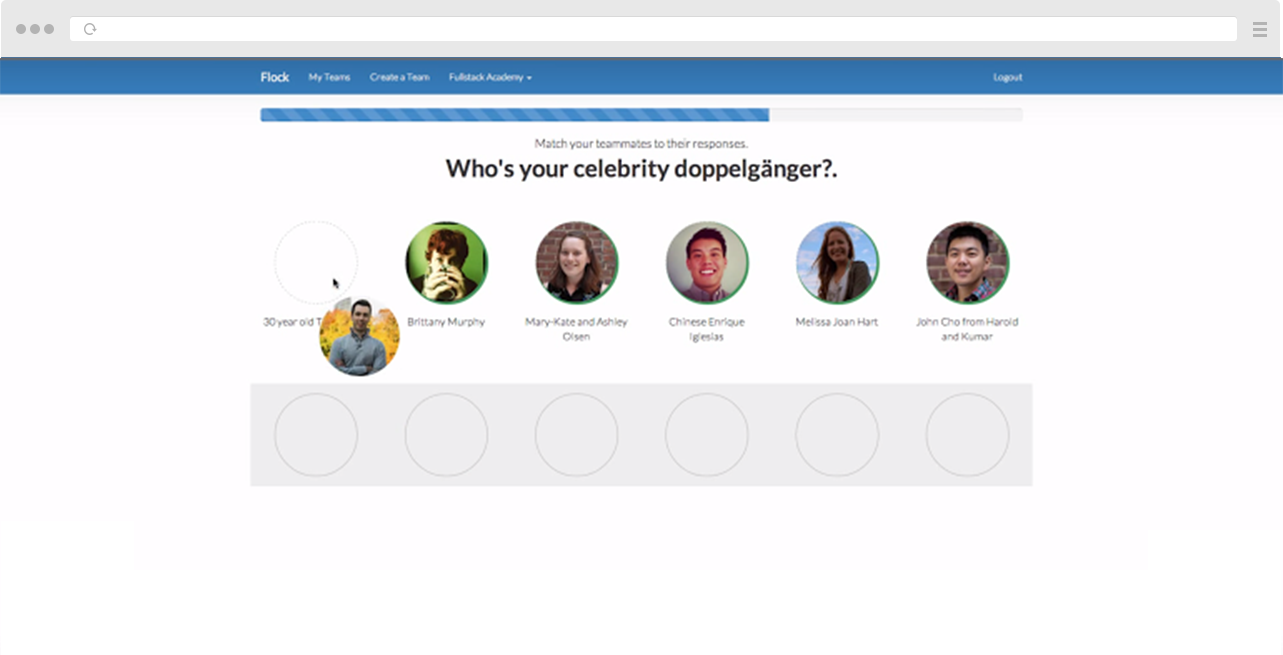 Flock My Teams Create a Team Fullstack Academy Logout
Match your teammates to their responses.
Who's your celebrity doppelgänger?.
30 year old
Brittany Murphy
Mary-Kate and Ashley
Olsen
Chinese Enrique
Iglesias
Melissa Joan Hart
John Cho from Harold
and Kumar